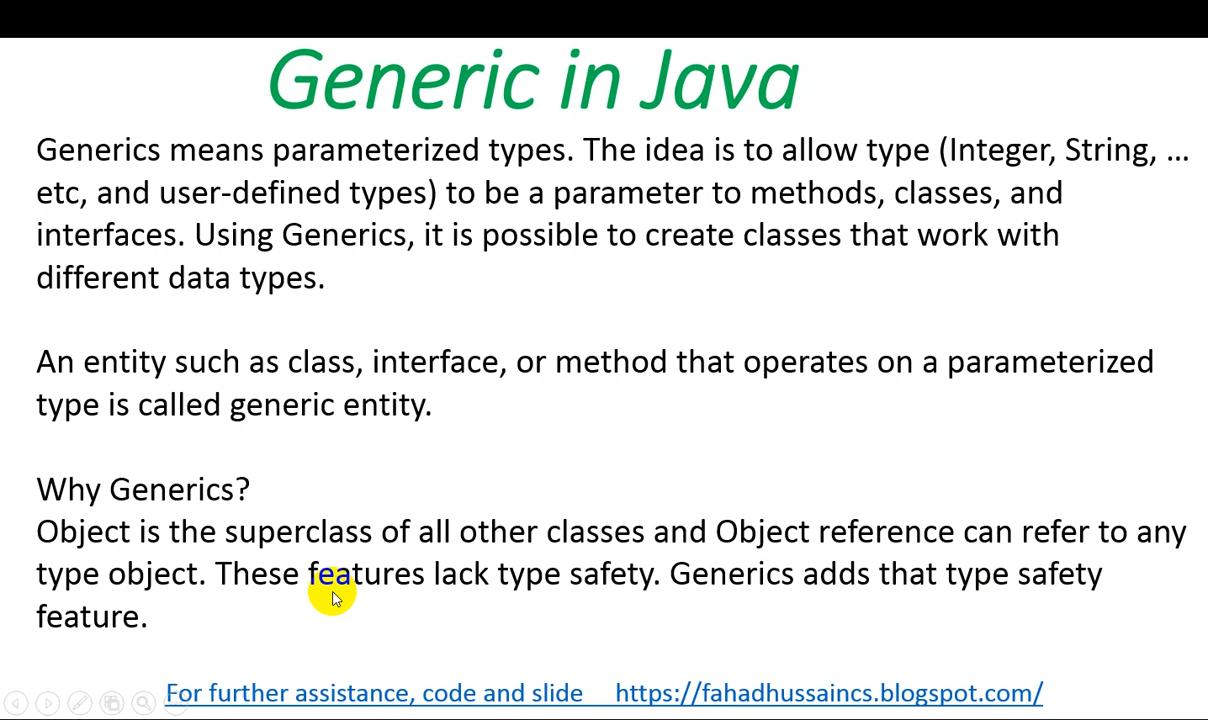 Generic in Java
Generics means parameterized types. The idea is to allow type (Integer, String, …
etc, and user-defined types) to be a parameter to methods, classes, and
interfaces. Using Generics, it is possible to create classes that work with
different data types.
An entity such as class, interface, or method that operates on a parameterized
type is called generic entity.
Why Generics?
Object is the superclass of all other classes and Object reference can refer to any
type object. These features lack type safety. Generics adds that type safety
feature.
For further assistance, code and slide https://fahadhussaincs.blogspot.com/